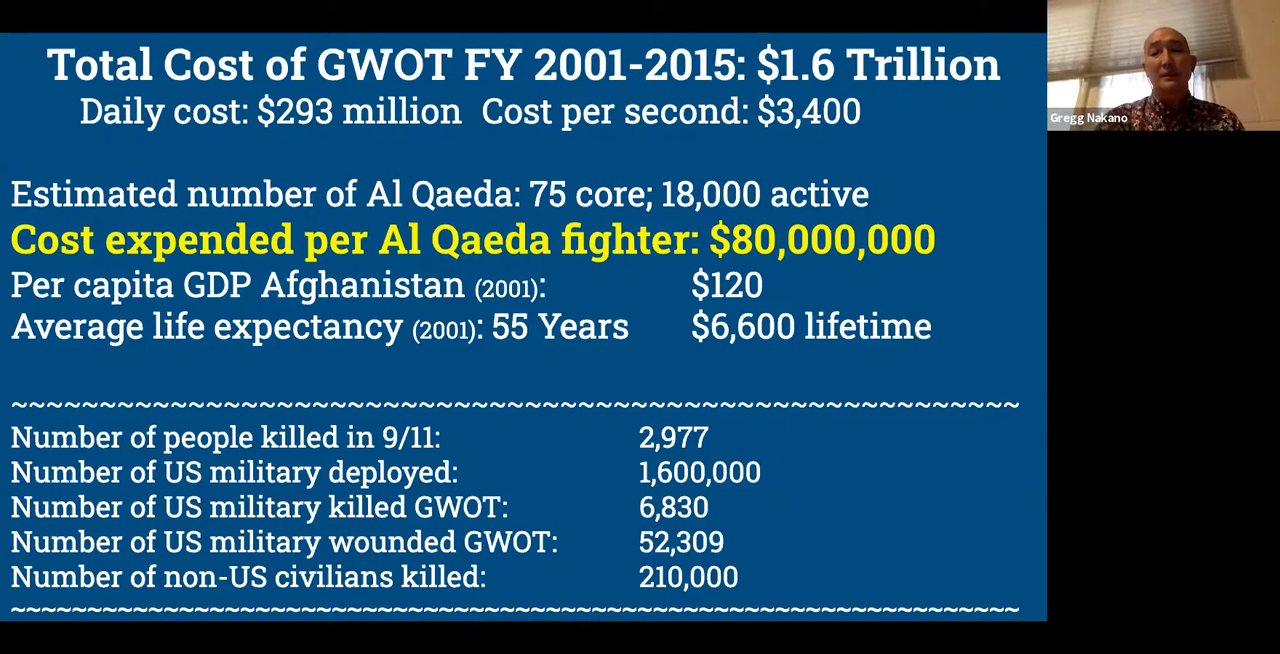 Total Cost of GWOT FY 2001-2015: $1.6 Trillion
Daily cost: $293 million Cost per second: $3,400
Estimated number of Al Qaeda: 75 core; 18,000 active
Cost expended per Al Qaeda fighter: $80,000,000
Per capita GDP Afghanistan (2001): $120
Average life expectancy (2001): 55 Years $6,600 lifetime
~~~~~~~~~~~~~~~~~~~~~~~~~~~~~~~~~~~~~~~~~~~~~~~~~~~~~~~~~
Number of people killed in 9/11: 2,977
Number of US military deployed: 1,600,000
Number of US military killed GWOT: 6,830
Number of US military wounded GWOT: 52,309
Number of non-US civilians killed: 210,000
~~~~~~~~~~~~~~~~~~~~~~~~~~~~~~~~~~~~~~~~~~~~~~~~~~~~~~~~~
Gregg Nakano